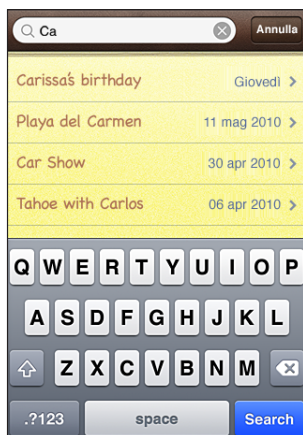 Ca
Annulla
Carissa's birthday Giovedì
Playa del Carmen 11 mag 2010
Car Show 30 apr 2010
Tahoe with Carlos 06 apr 2010
Q W E R T Y U I O P
A S D F G H J K L
Z X C V B N M
.?123 space Search